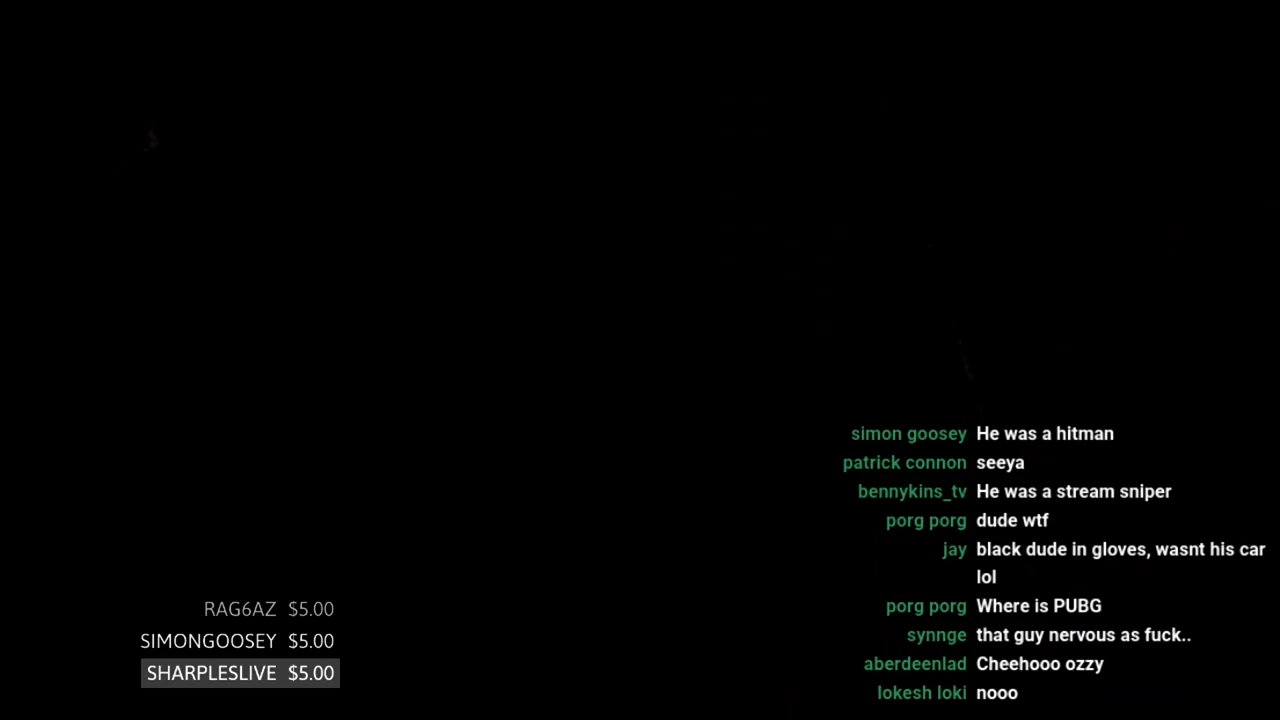 simon goosey He was a hitman
patrick connon seeya
bennykins_tv He was a stream sniper
porg porg dude wtf
jay black dude in gloves, wasnt his car
lol
porg porg Where is PUBG
synnge that guy nervous as fuck..
aberdeenlad Cheehooo ozzy
lokesh loki nooo
RAG6AZ $5.00
SIMONGOOSEY $5.00
SHARPLESLIVE $5.00